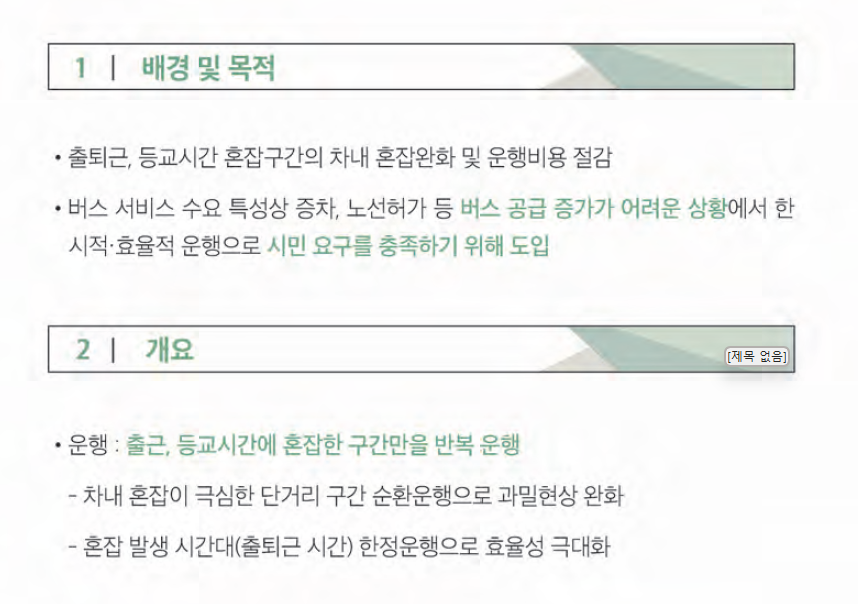 1 | 배경 및 목적
• 출퇴근, 등교시간 혼잡구간의 차내 혼잡완화 및 운행비용 절감
• 버스 서비스 수요 특성상 증차, 노선허가 등 버스 공급 증가가 어려운 상황에서 한
시적·효율적 운행으로 시민 요구를 충족하기 위해 도입
2 | 개요
[제목 없음]
• 운행 : 출근, 등교시간에 혼잡한 구간만을 반복 운행
- 차내 혼잡이 극심한 단거리 구간 순환운행으로 과밀현상 완화
- 혼잡 발생 시간대(출퇴근 시간) 한정운행으로 효율성 극대화